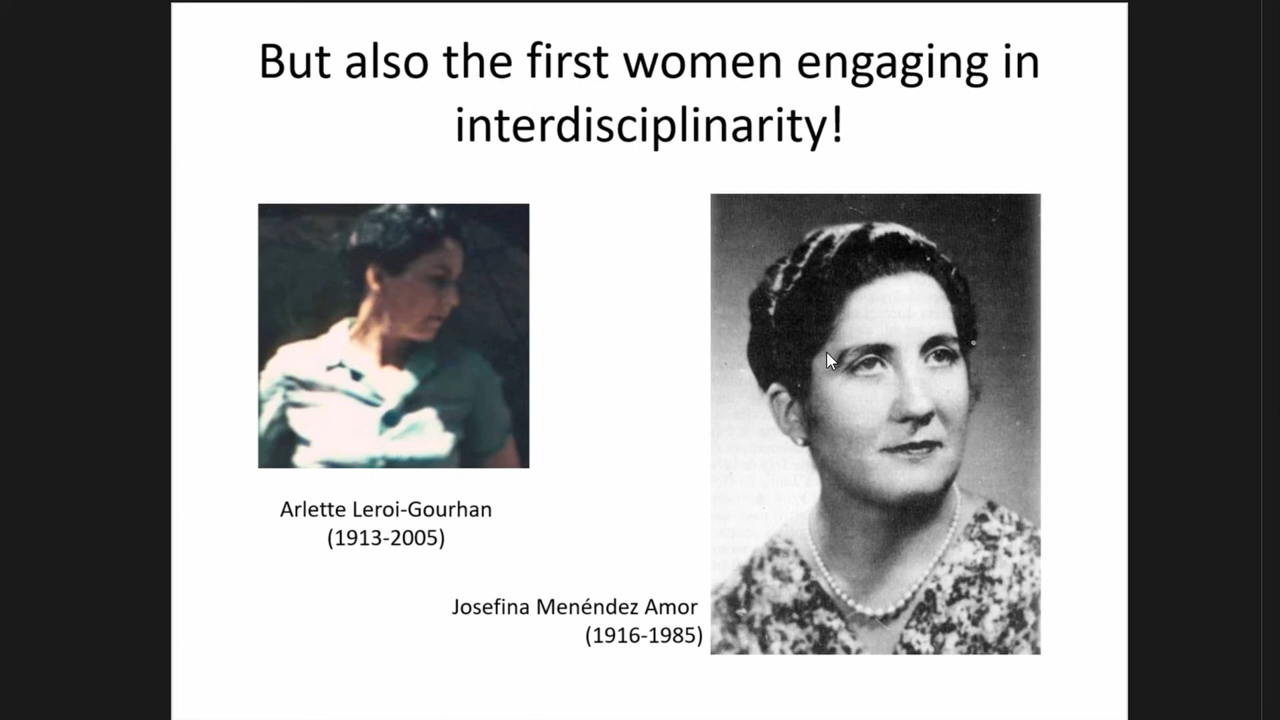 But also the first women engaging in
interdisciplinarity!
Arlette Leroi-Gourhan
(1913-2005)
Josefina Menéndez Amor
(1916-1985)